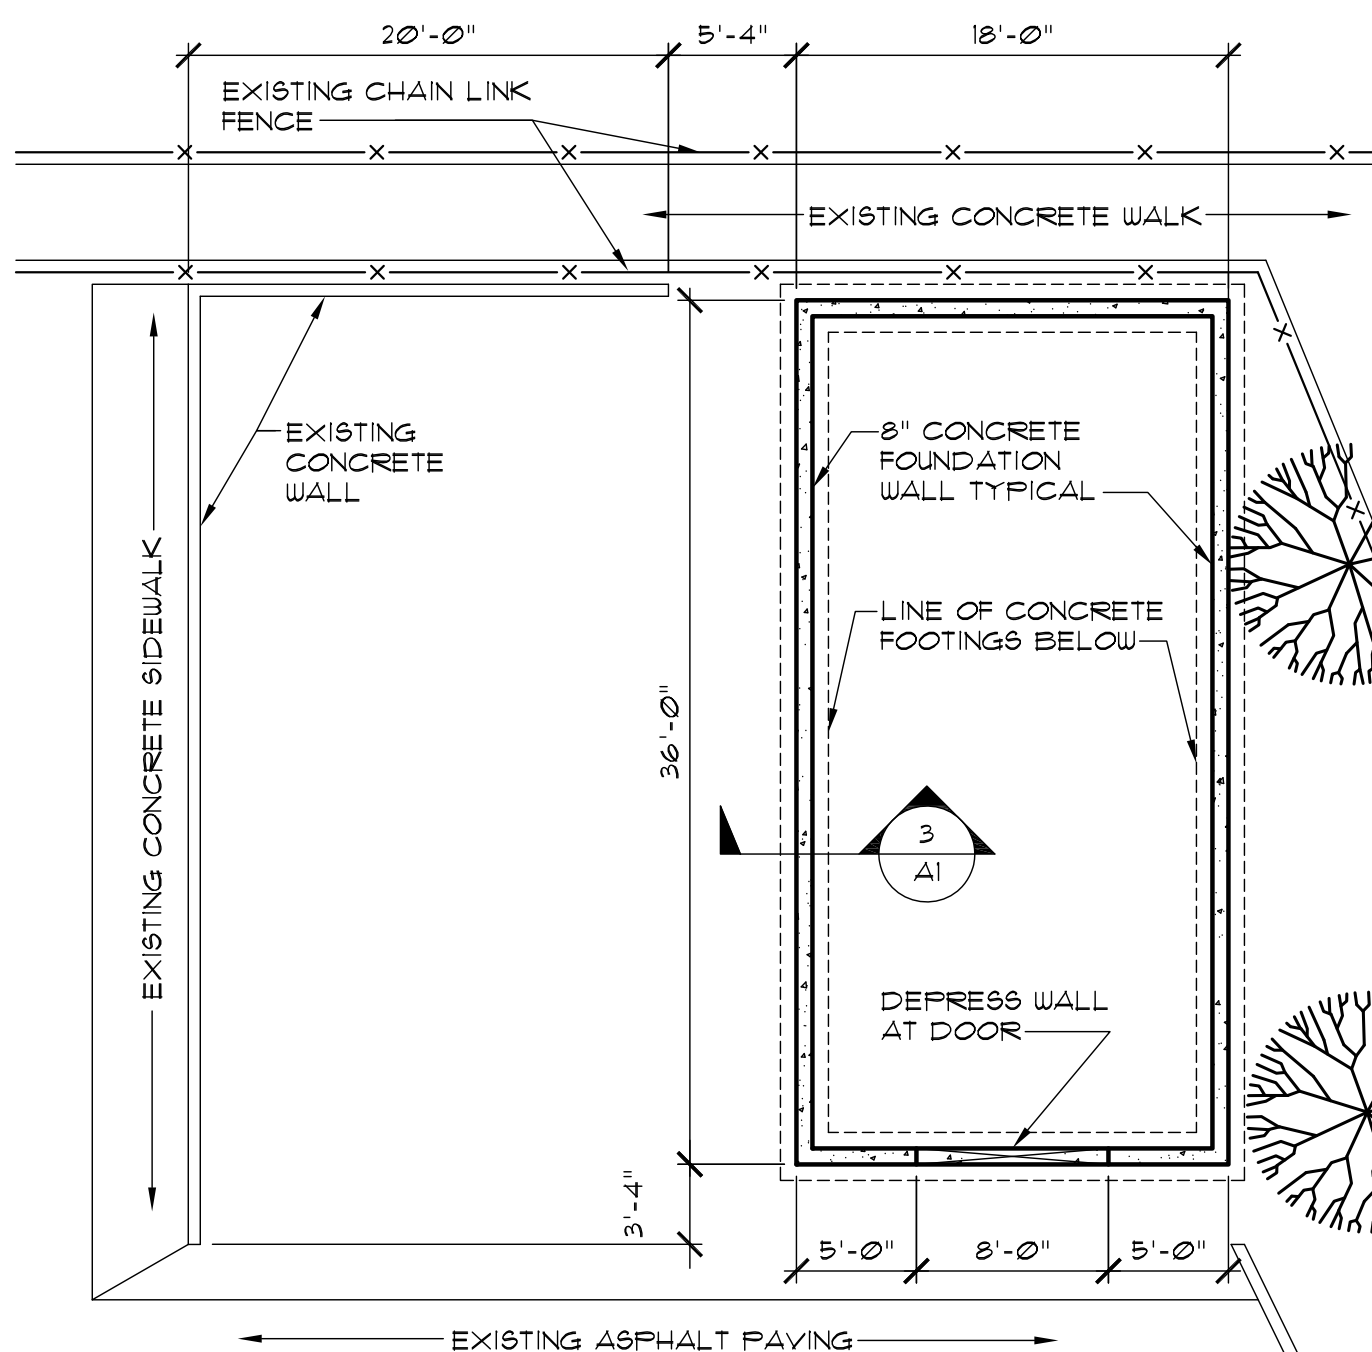 20'-0"
5'-4"
18'-0"
EXISTING CHAIN LINK
FENCE
EXISTING CONCRETE WALK
EXISTING
CONCRETE
WALL
8" CONCRETE
FOUNDATION
WALL TYPICAL
EXISTING CONCRETE SIDEWALK
LINE OF CONCRETE
FOOTINGS BELOW
36'-0"
3
A1
DEPRESS WALL
AT DOOR
3'-4"
5'-0"
8'-0"
5'-0"
EXISTING ASPHALT PAVING